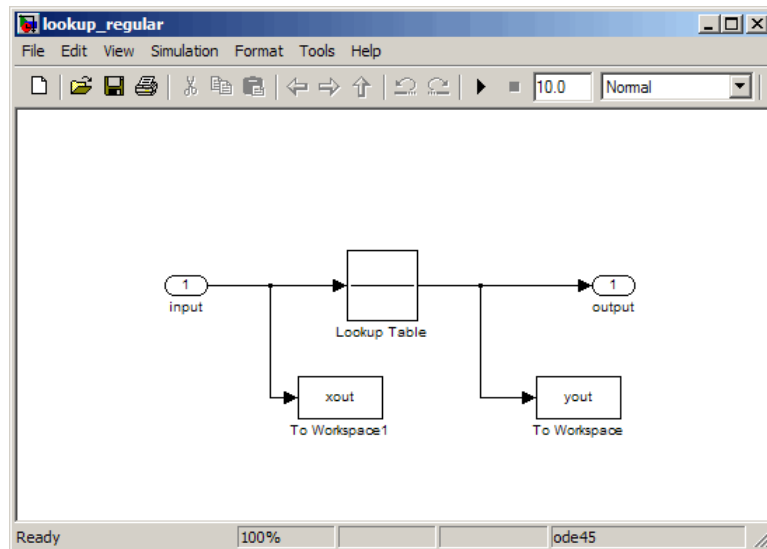 lookup_regular
File Edit View Simulation Format Tools Help
10.0 Normal
1 1
input output
Lookup Table
xout yout
To Workspace1 To Workspace
Ready 100% ode45